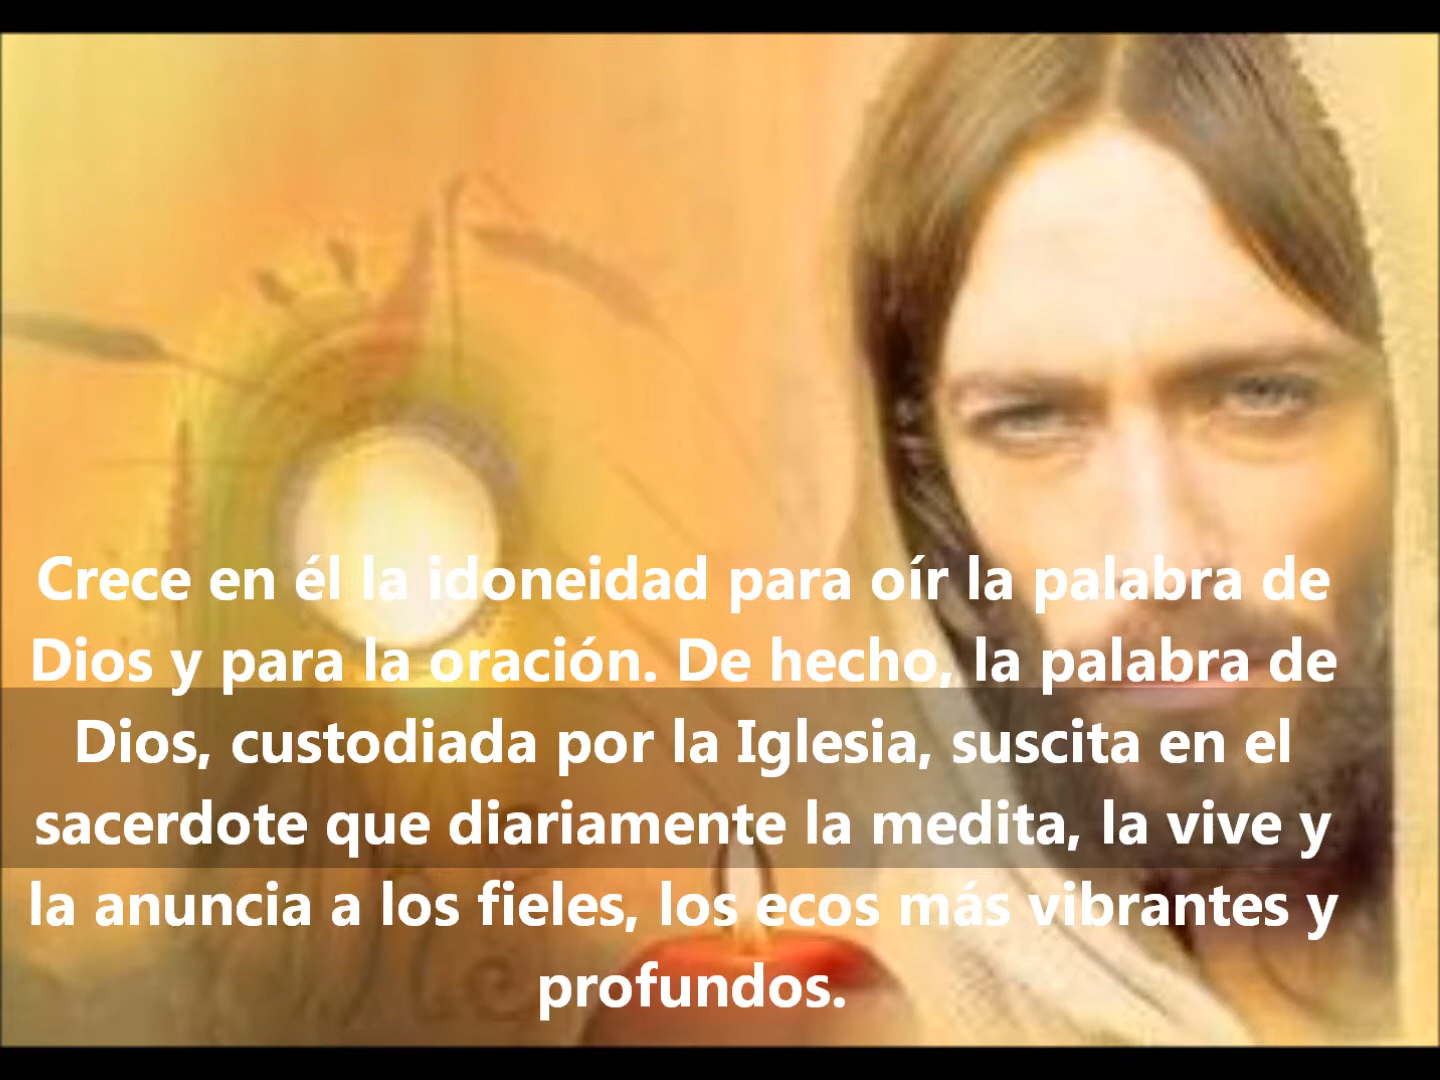 Crece en él la idoneidad para oír la palabra de
Dios y para la oración. De hecho, la palabra de
Dios, custodiada por la Iglesia, suscita en el
sacerdote que diariamente la medita, la vive y
la anuncia a los fieles, los ecos más vibrantes y
profundos.